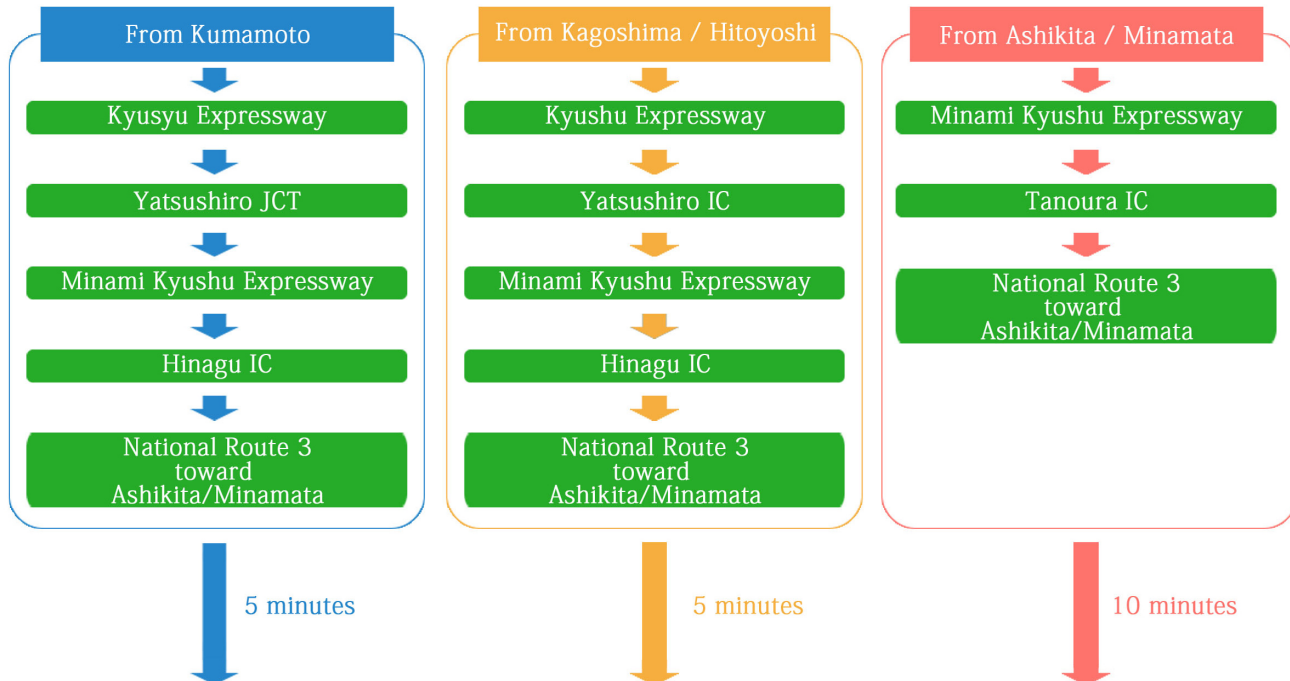 From Kumamoto
Kyusyu Expressway
Yatsushiro JCT
Minami Kyushu Expressway
Hinagu IC
National Route 3
toward
Ashikita/Minamata
5 minutes
From Kagoshima / Hitoyoshi
Kyushu Expressway
Yatsushiro IC
Minami Kyushu Expressway
Hinagu IC
National Route 3
toward
Ashikita/Minamata
5 minutes
From Ashikita / Minamata
Minami Kyushu Expressway
Tanoura IC
National Route 3
toward
Ashikita/Minamata
10 minutes